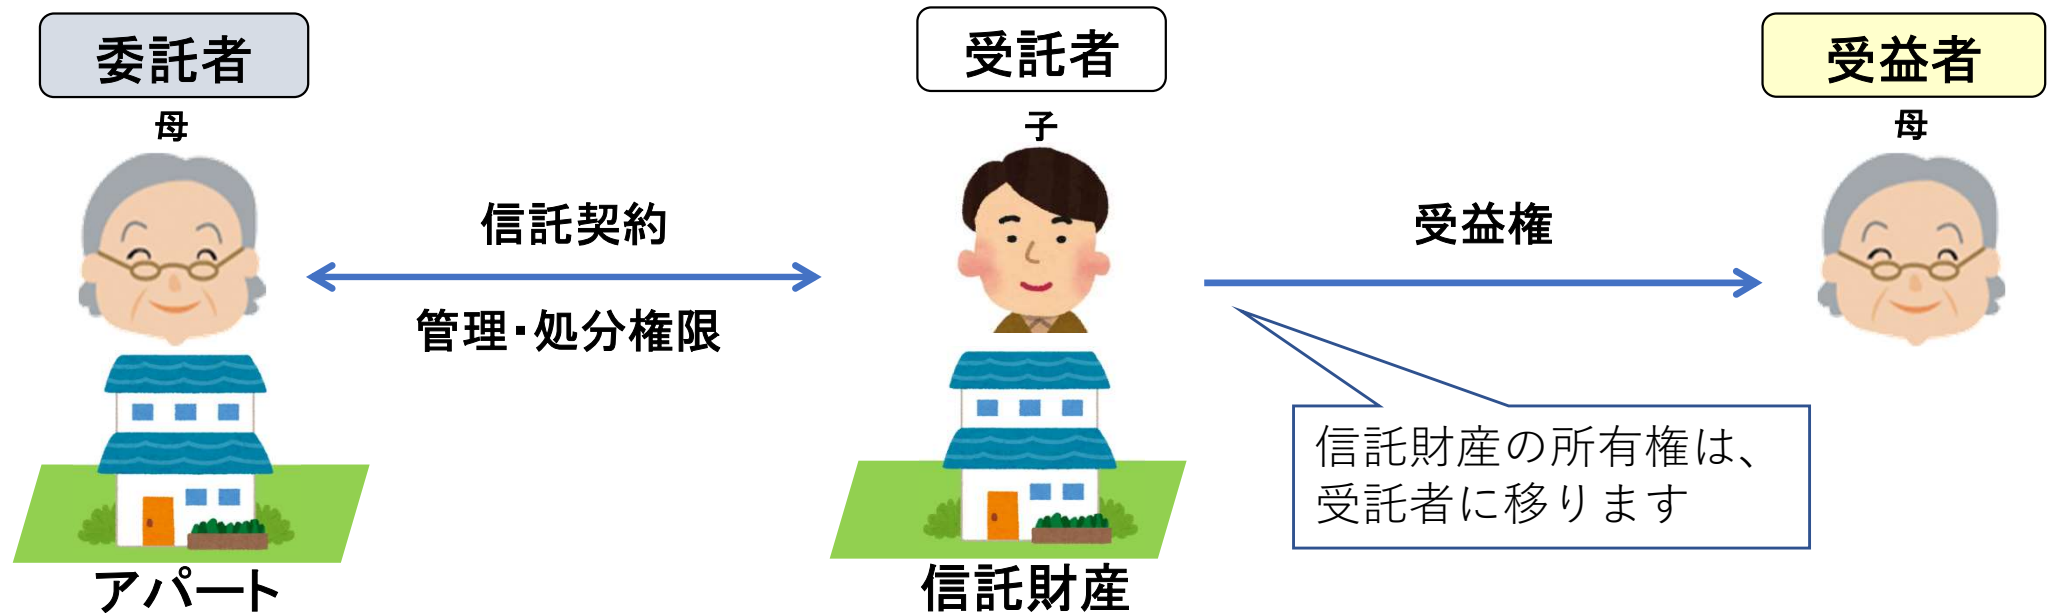 委託者
母
アパート
信託契約
管理・処分権限
受託者
子
信託財産
受益権
信託財産の所有権は、
受託者に移ります
受益者
母